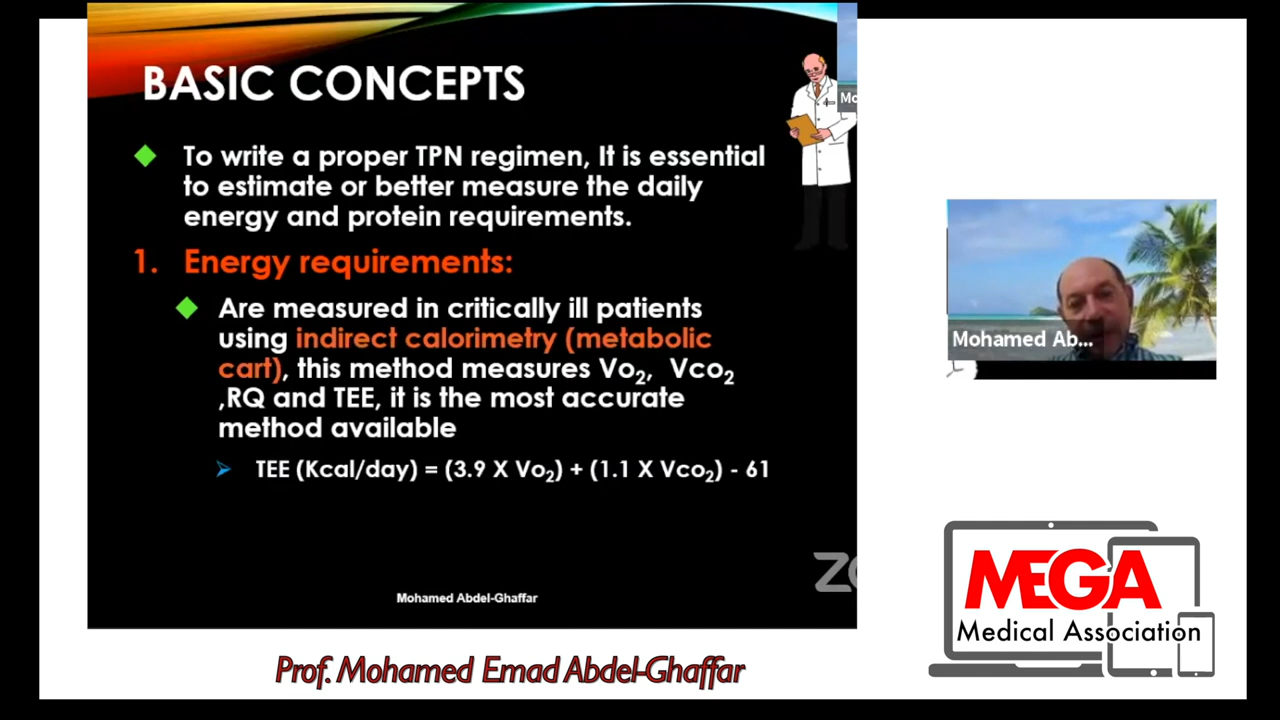 BASIC CONCEPTS
To write a proper TPN regimen, It is essential
to estimate or better measure the daily
energy and protein requirements.
1. Energy requirements:
Are measured in critically ill patients
using indirect calorimetry (metabolic
cart), this method measures Vo₂, Vco₂
,RQ and TEE, it is the most accurate
method available
TEE (Kcal/day) = (3.9 X Vo₂) + (1.1 X Vco₂) - 61
Mohamed Abdel-Ghaffar
Prof. Mohamed Emad Abdel-Ghaffar
Mohamed Ab...
MEGA
Medical Association